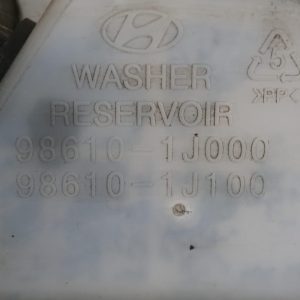 WASHER
RESERVOIR
98610-1J000
98610-1J100
5
>PP<